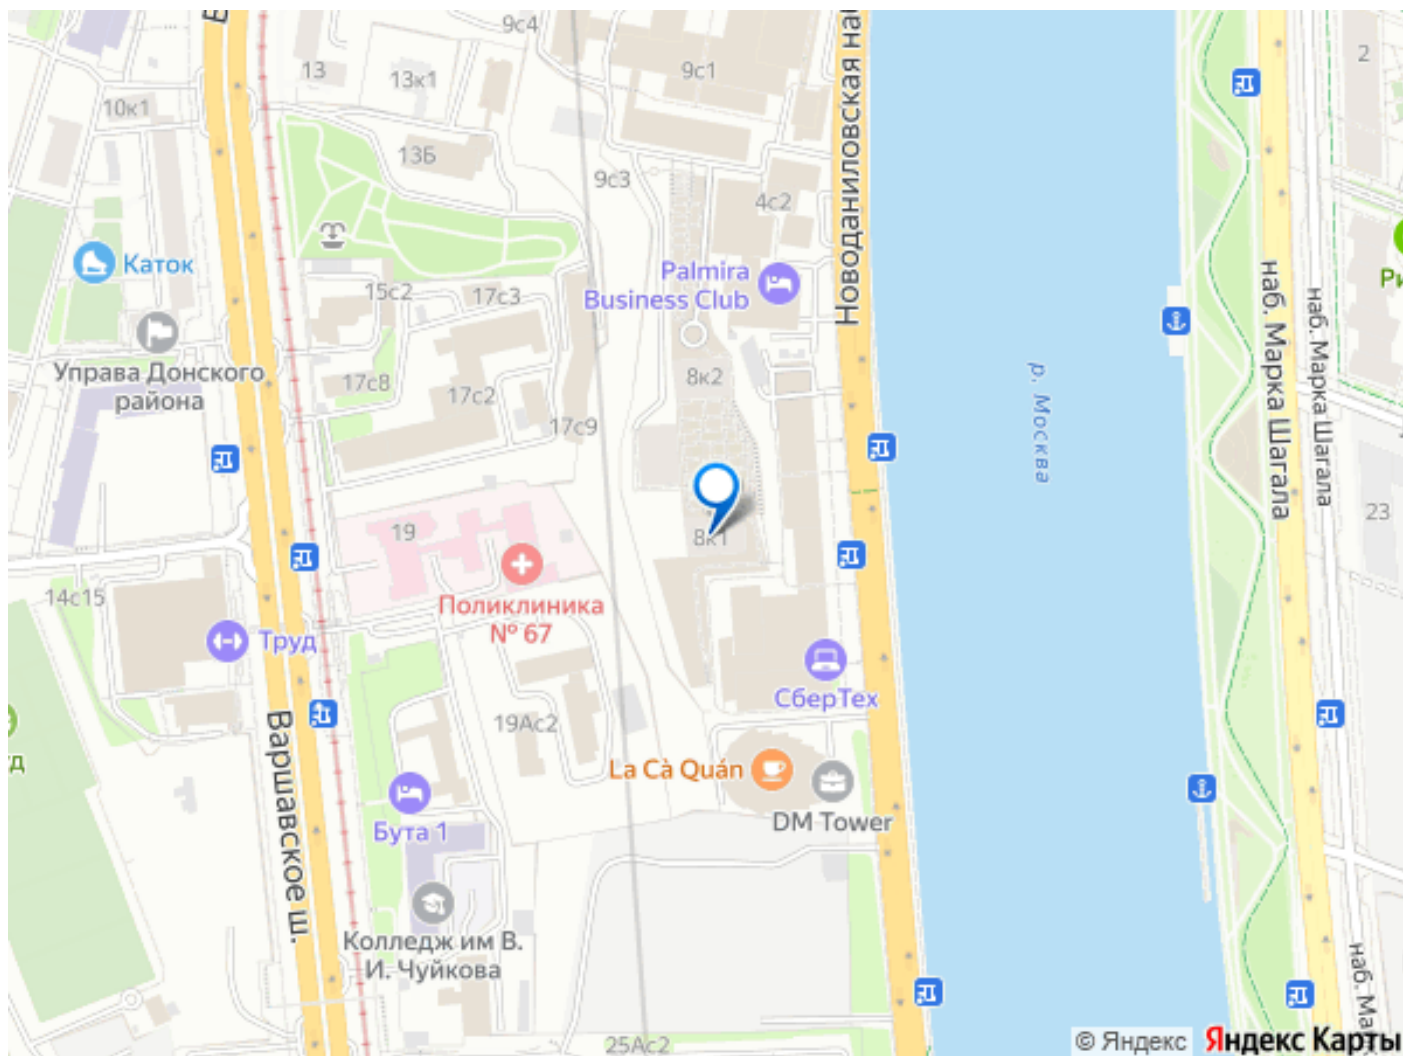 9с4
13
13к1
9с1
2
10к1
13Б
9с3
4с2
Новоданиловская наб
Каток
Palmira
Business Club
15с2
17с3
наб. Марка Шагала
наб. Марка Шагала
Управа Донского
района
17с8
17с2
8к2
р. Москва
17с9
19
8к1
23
Поликлиника
№ 67
14с15
Труд
СберТех
19Ас2
Варшавское ш.
La Cà Quán
DM Tower
Бута 1
Колледж им В.
И. Чуйкова
25Ас2
© Яндекс
Яндекс Карты